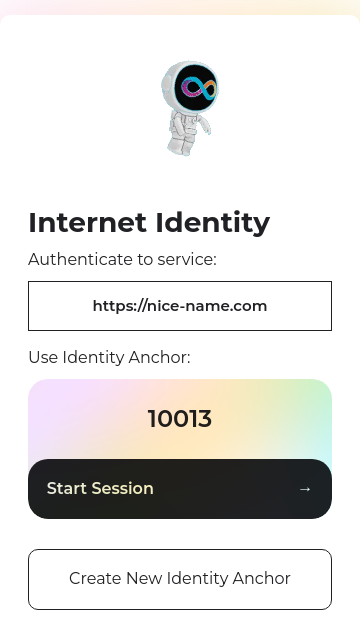 Internet Identity
Authenticate to service:
https://nice-name.com
Use Identity Anchor:
10013
Start Session →
Create New Identity Anchor